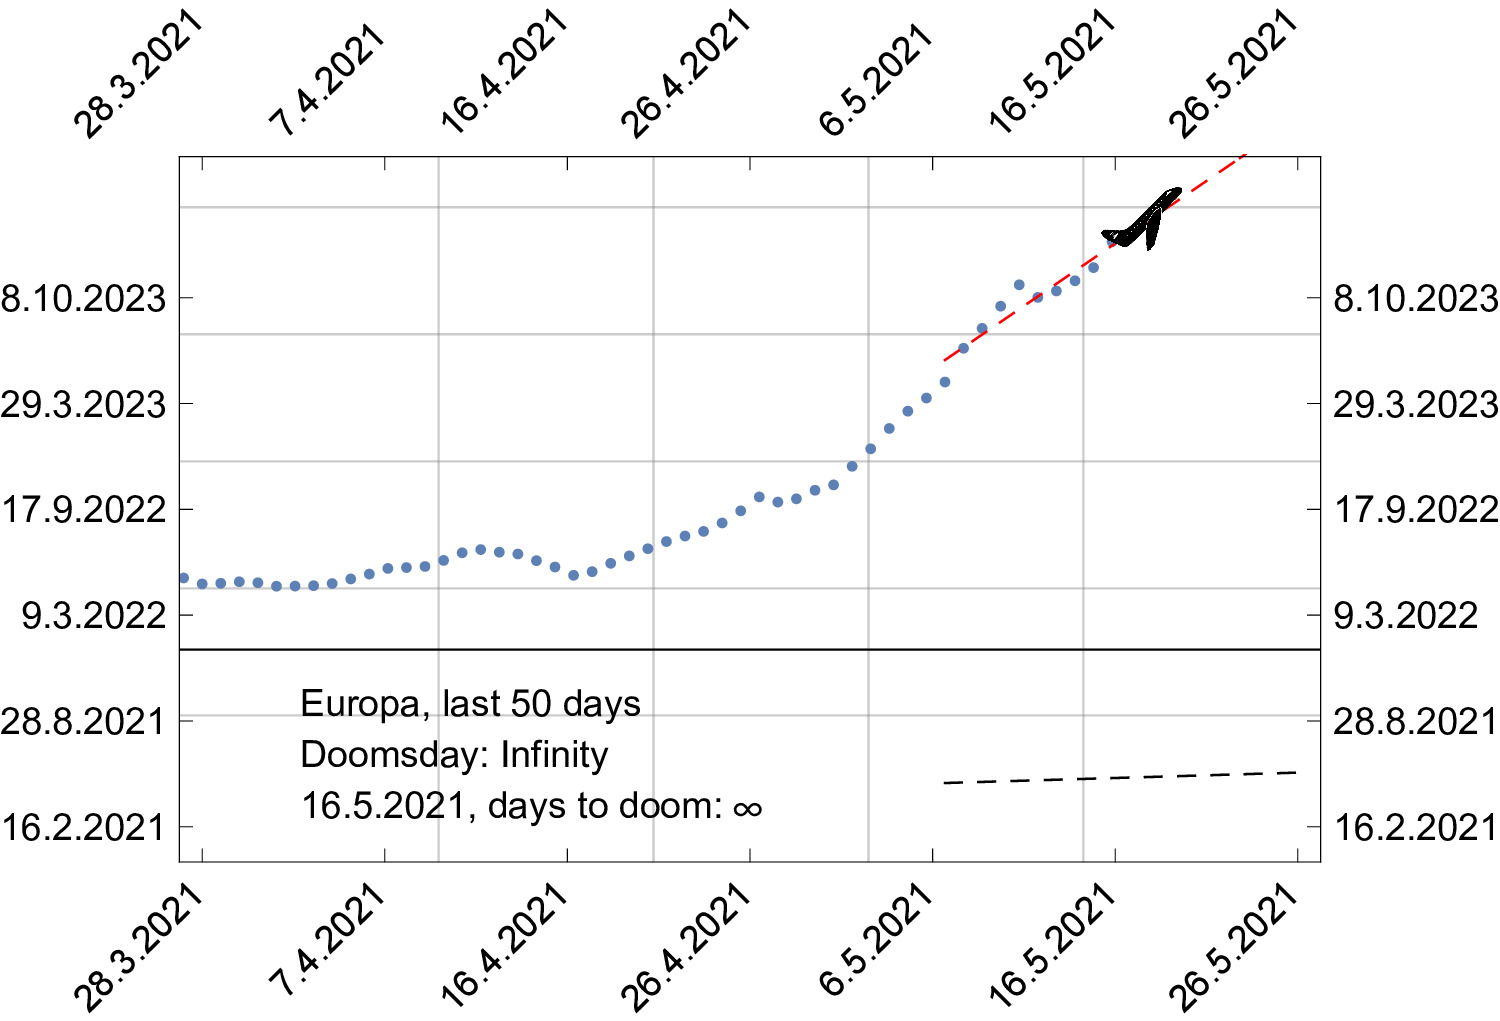 28.3.2021 7.4.2021 16.4.2021 26.4.2021 6.5.2021 16.5.2021 26.5.2021
8.10.2023 8.10.2023
29.3.2023 29.3.2023
17.9.2022 17.9.2022
9.3.2022 9.3.2022
Europa, last 50 days
28.8.2021 28.8.2021
Doomsday: Infinity
16.5.2021, days to doom: ∞
16.2.2021 16.2.2021
28.3.2021 7.4.2021 16.4.2021 26.4.2021 6.5.2021 16.5.2021 26.5.2021